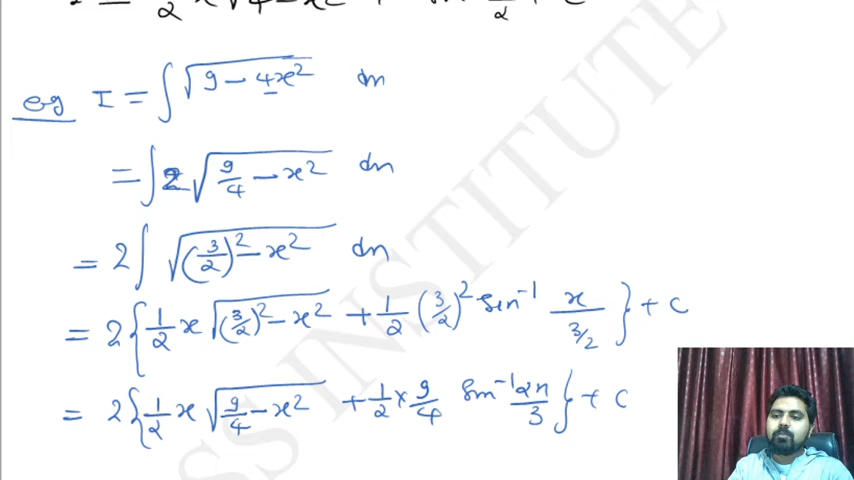 eg I = ∫ √(9 − 4x²) dx
= ∫ 2 √(9/4 − x²) dx
= 2 ∫ √((3/2)² − x²) dx
= 2 { 1/2 x √((3/2)² − x²) + 1/2 (3/2)² sin⁻¹ x/(3/2) } + C
= 2 { 1/2 x √(9/4 − x²) + 1/2 × 9/4 sin⁻¹ 2x/3 } + C
SS INSTITUTE